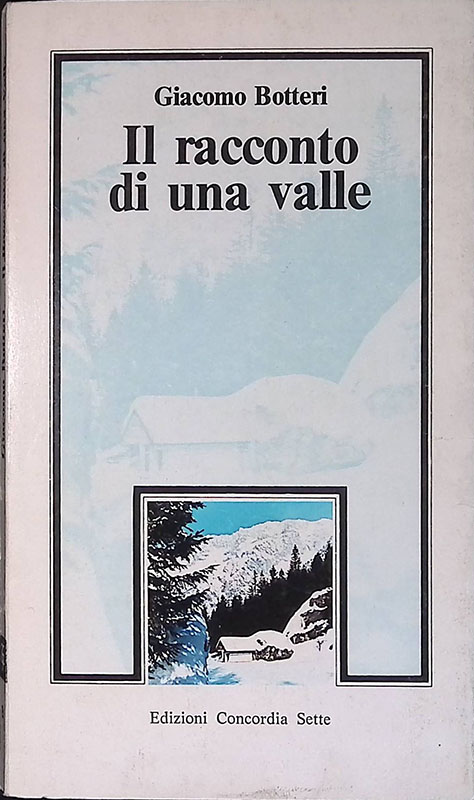 Giacomo Botteri
Il racconto
di una valle
Edizioni Concordia Sette